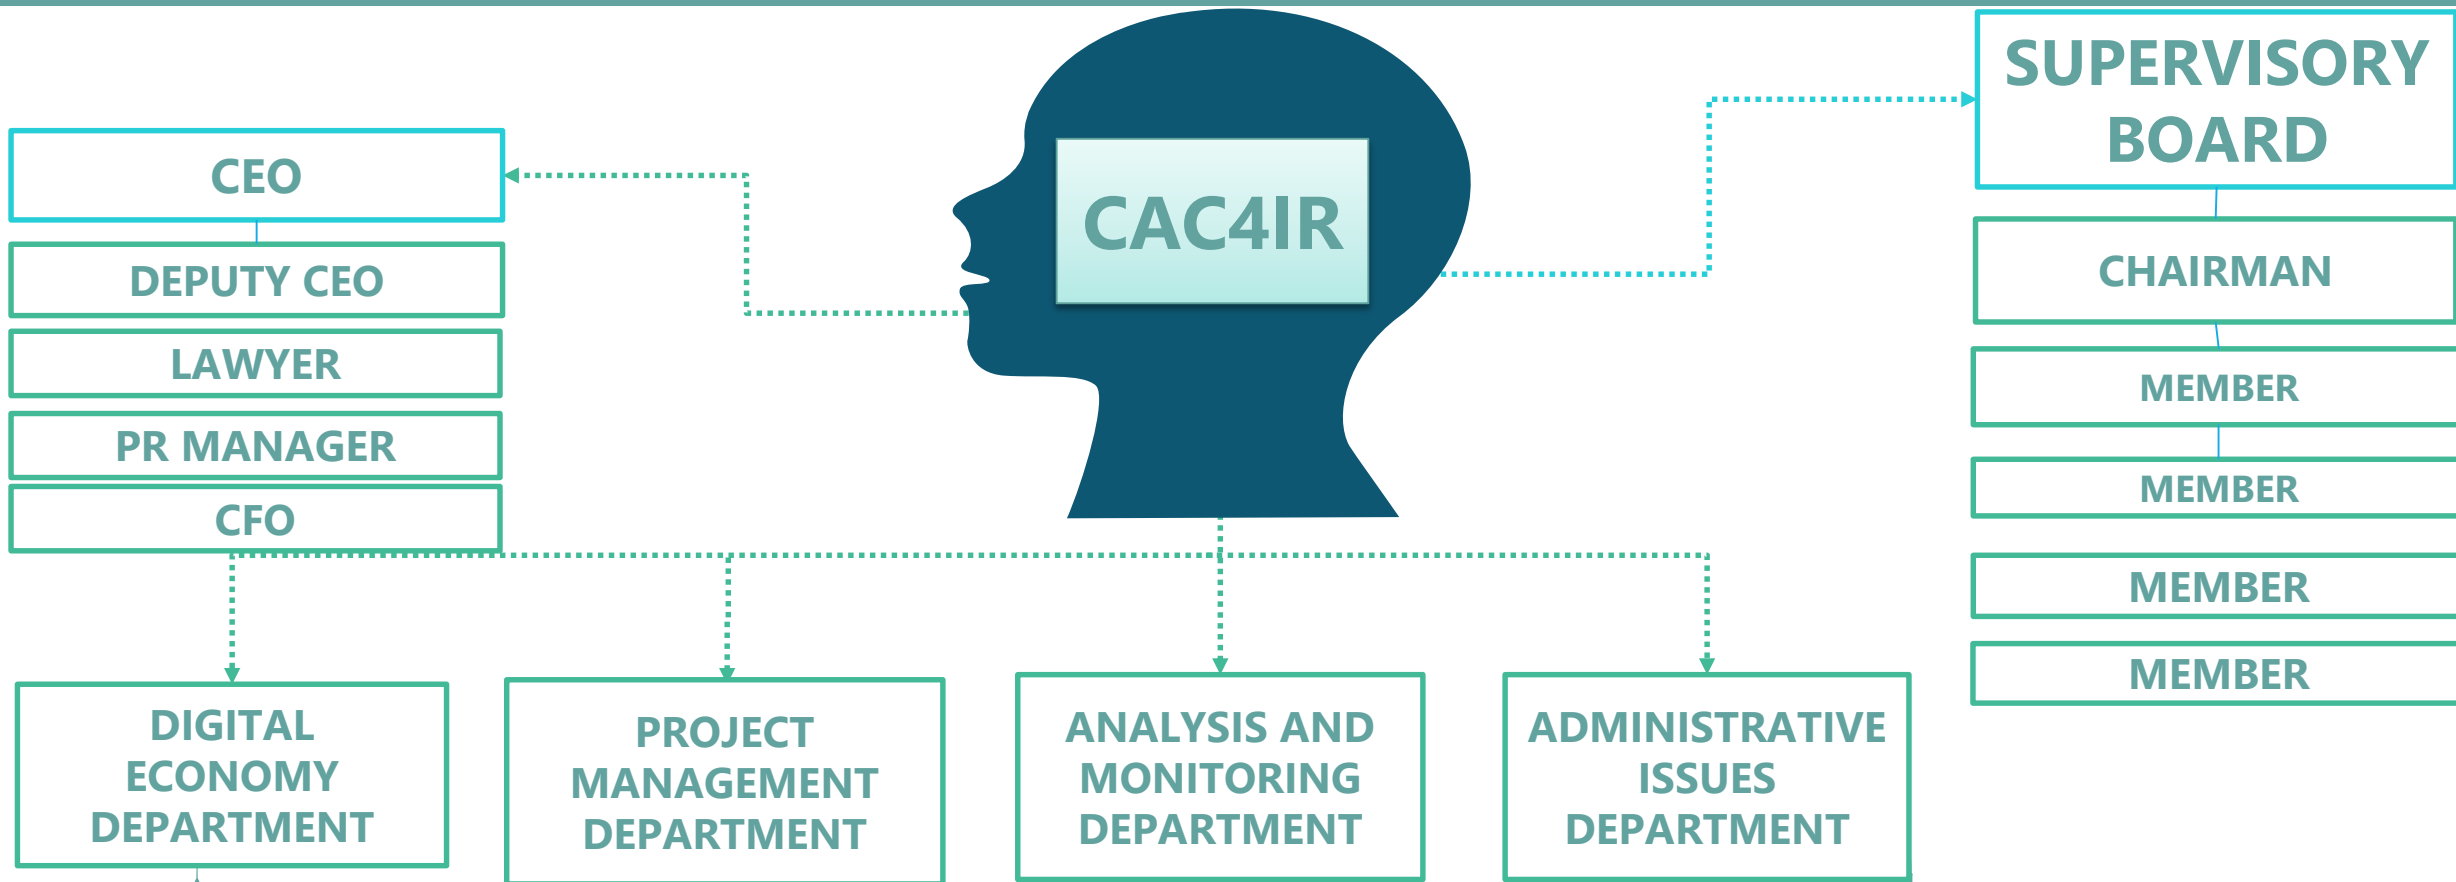 CEO
DEPUTY CEO
LAWYER
PR MANAGER
CFO
CAC4IR
SUPERVISORY
BOARD
CHAIRMAN
MEMBER
MEMBER
MEMBER
MEMBER
DIGITAL
ECONOMY
DEPARTMENT
PROJECT
MANAGEMENT
DEPARTMENT
ANALYSIS AND
MONITORING
DEPARTMENT
ADMINISTRATIVE
ISSUES
DEPARTMENT